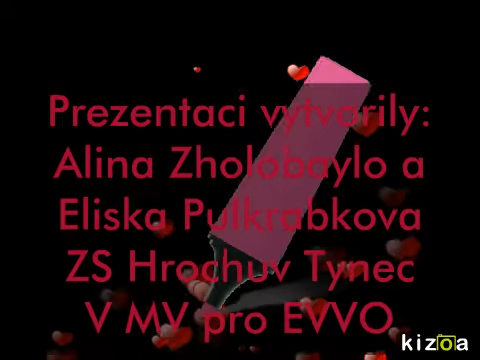 Prezentaci vytvorily:
Alina Zholobaylo a
Eliska Pulkrabkova
ZS Hrochuv Tynec
V MV pro EVVO
kizoa